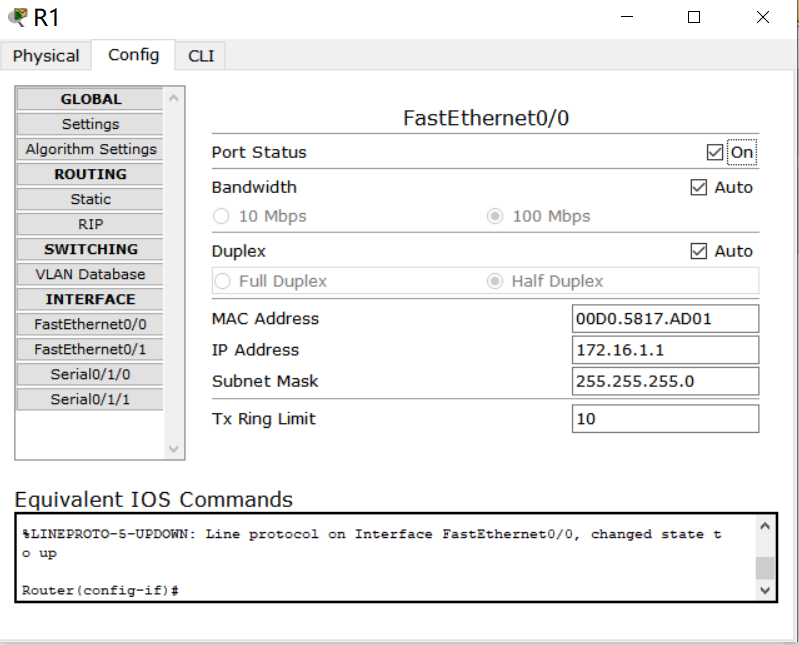 R1
Physical Config CLI
GLOBAL
Settings
Algorithm Settings
ROUTING
Static
RIP
SWITCHING
VLAN Database
INTERFACE
FastEthernet0/0
FastEthernet0/1
Serial0/1/0
Serial0/1/1
FastEthernet0/0
Port Status On
Bandwidth Auto
10 Mbps 100 Mbps
Duplex Auto
Full Duplex Half Duplex
MAC Address 00D0.5817.AD01
IP Address 172.16.1.1
Subnet Mask 255.255.255.0
Tx Ring Limit 10
Equivalent IOS Commands
%LINEPROTO-5-UPDOWN: Line protocol on Interface FastEthernet0/0, changed state t
o up
Router(config-if)#